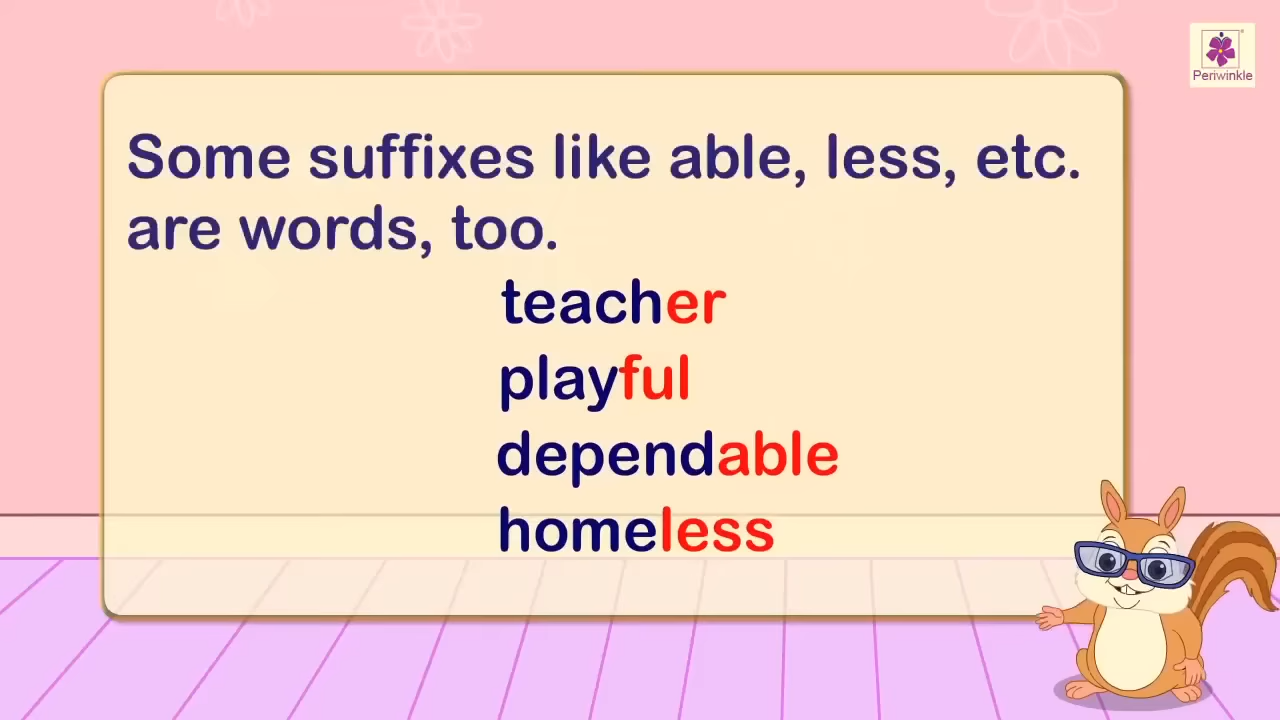 Periwinkle
Some suffixes like able, less, etc.
are words, too.
teacher
playful
dependable
homeless